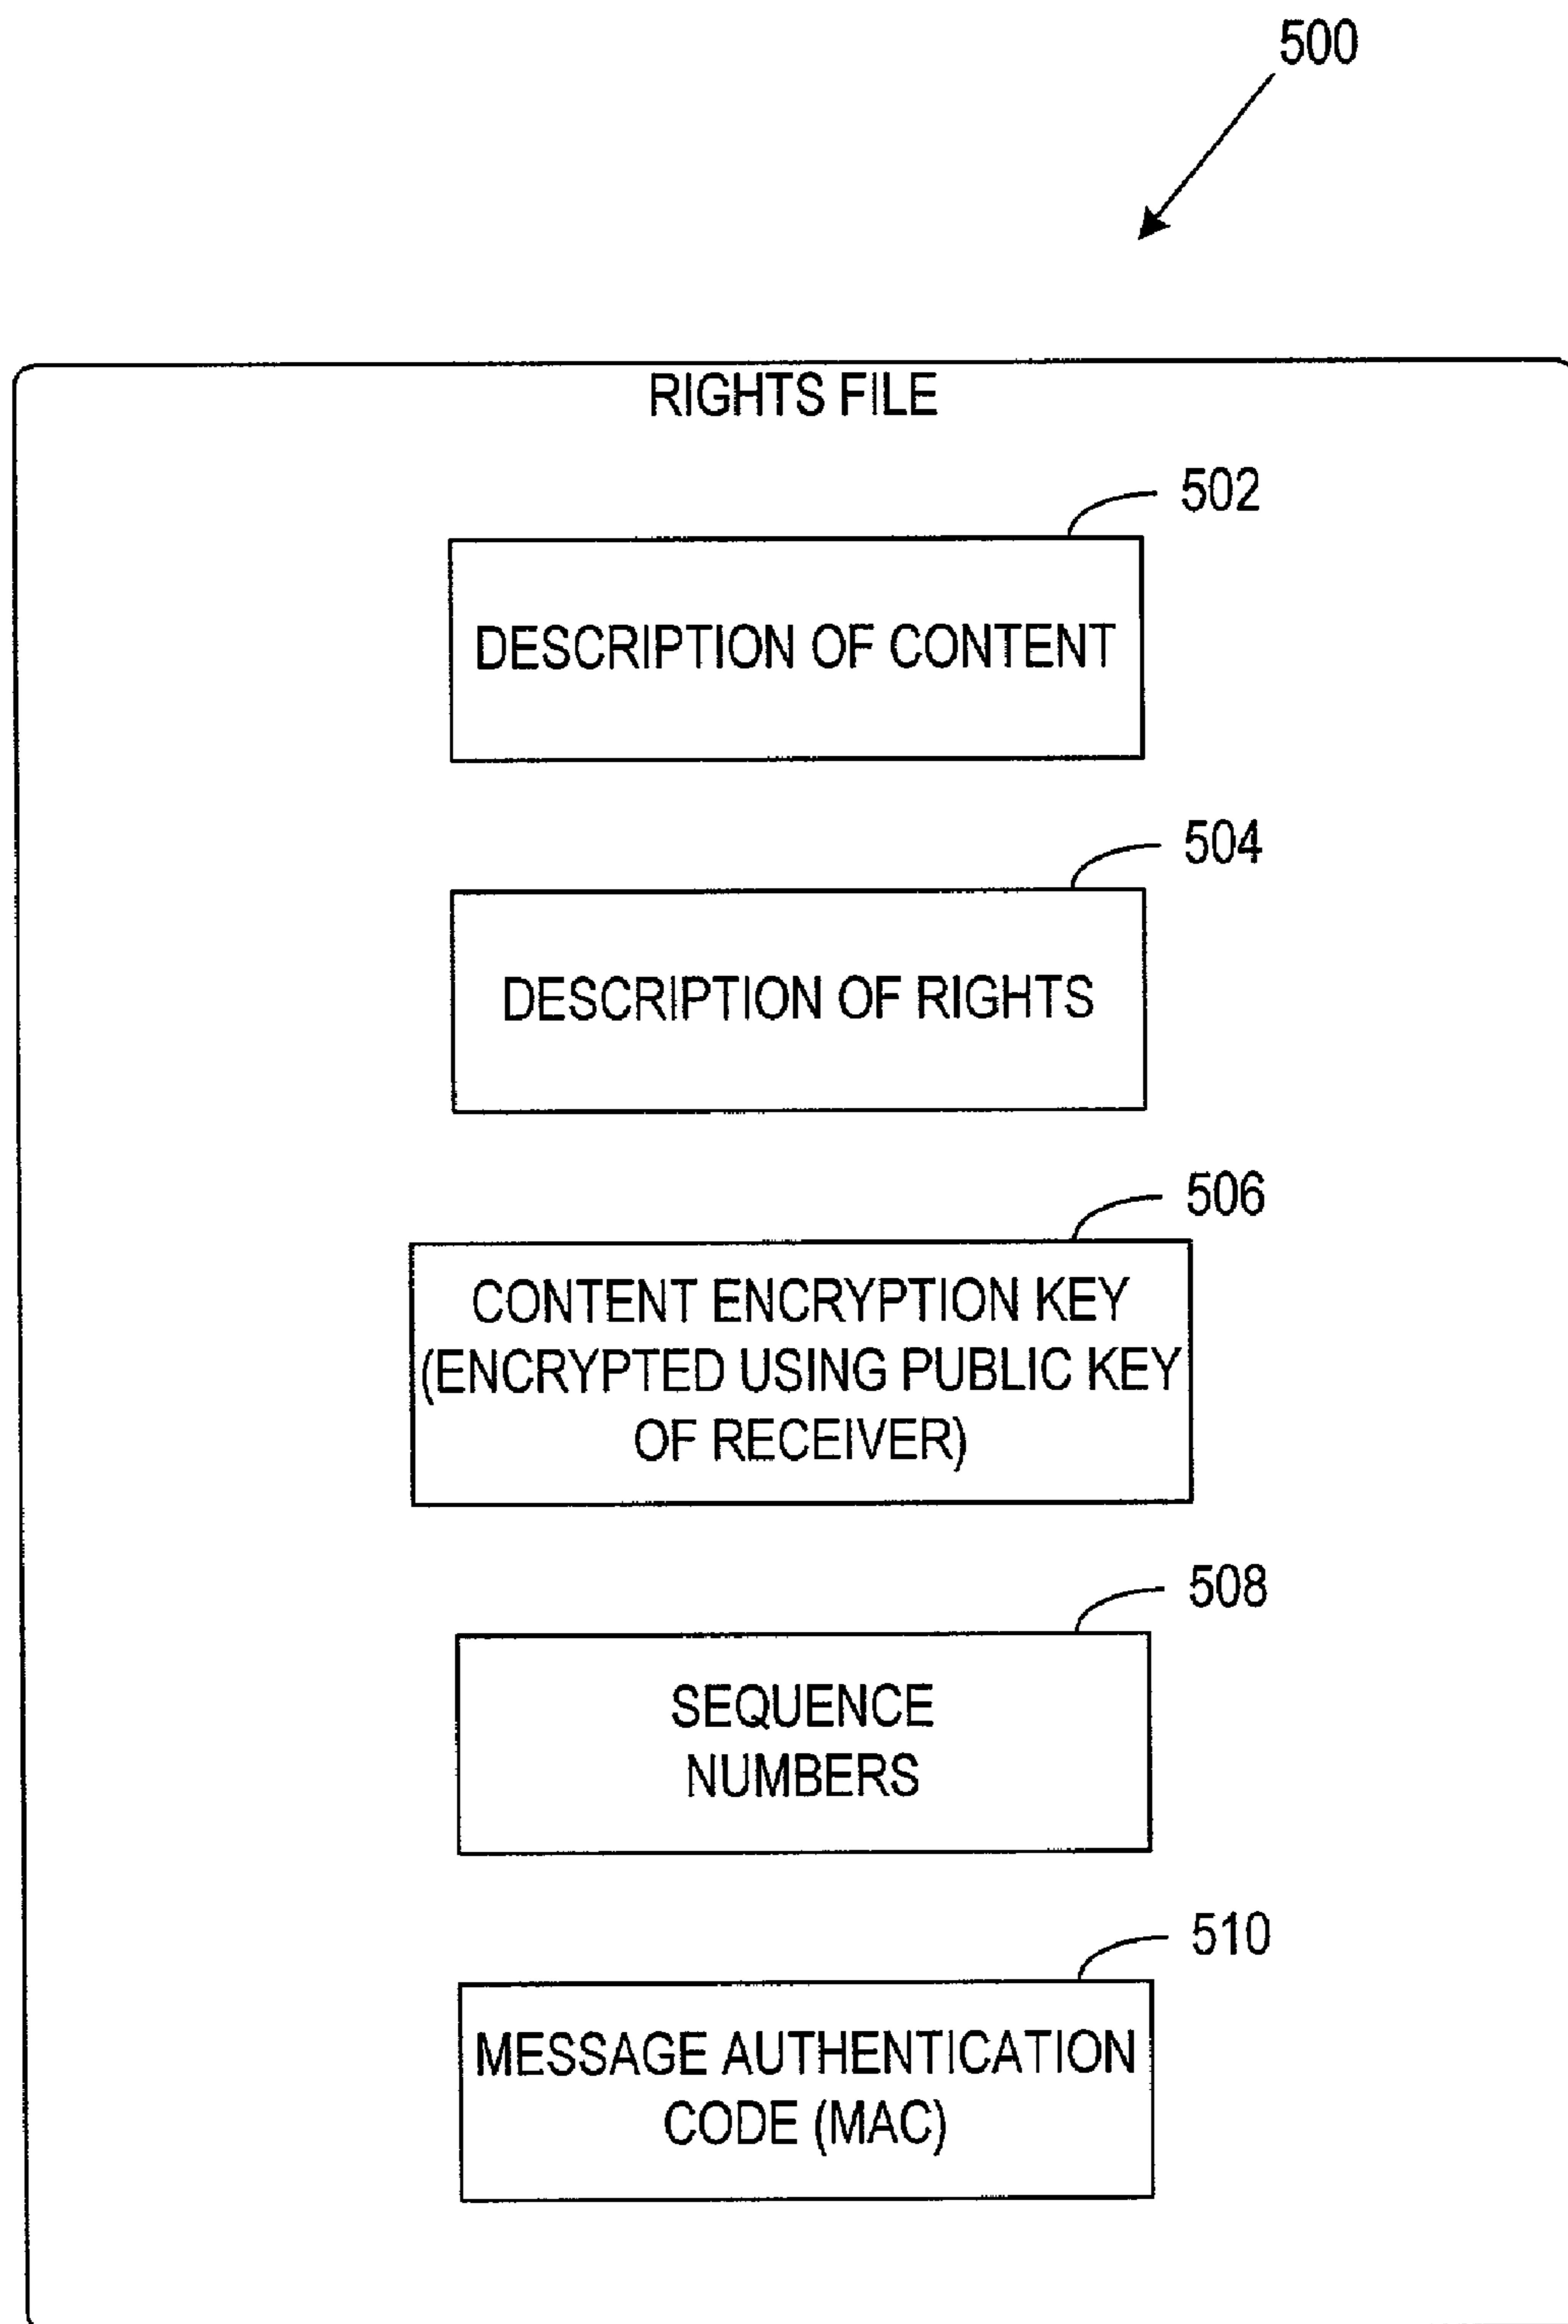 500
RIGHTS FILE
502
DESCRIPTION OF CONTENT
504
DESCRIPTION OF RIGHTS
506
CONTENT ENCRYPTION KEY
(ENCRYPTED USING PUBLIC KEY
OF RECEIVER)
508
SEQUENCE
NUMBERS
510
MESSAGE AUTHENTICATION
CODE (MAC)